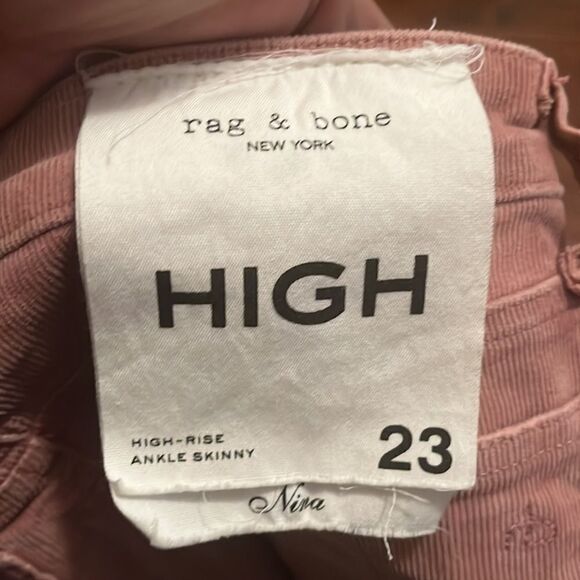 rag & bone
NEW YORK
HIGH
HIGH-RISE
ANKLE SKINNY
23
Nina